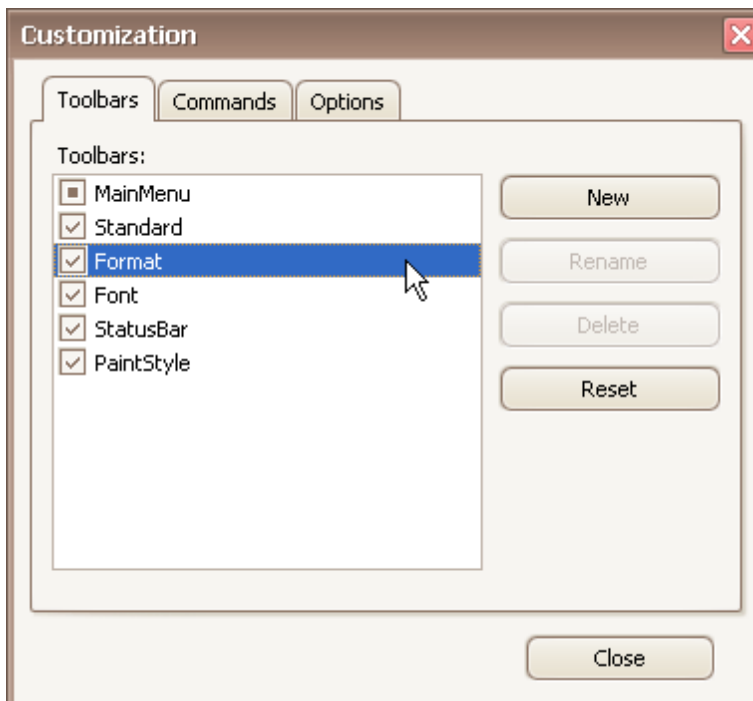 Customization
Toolbars Commands Options
Toolbars:
MainMenu
Standard
Format
Font
StatusBar
PaintStyle
New
Rename
Delete
Reset
Close